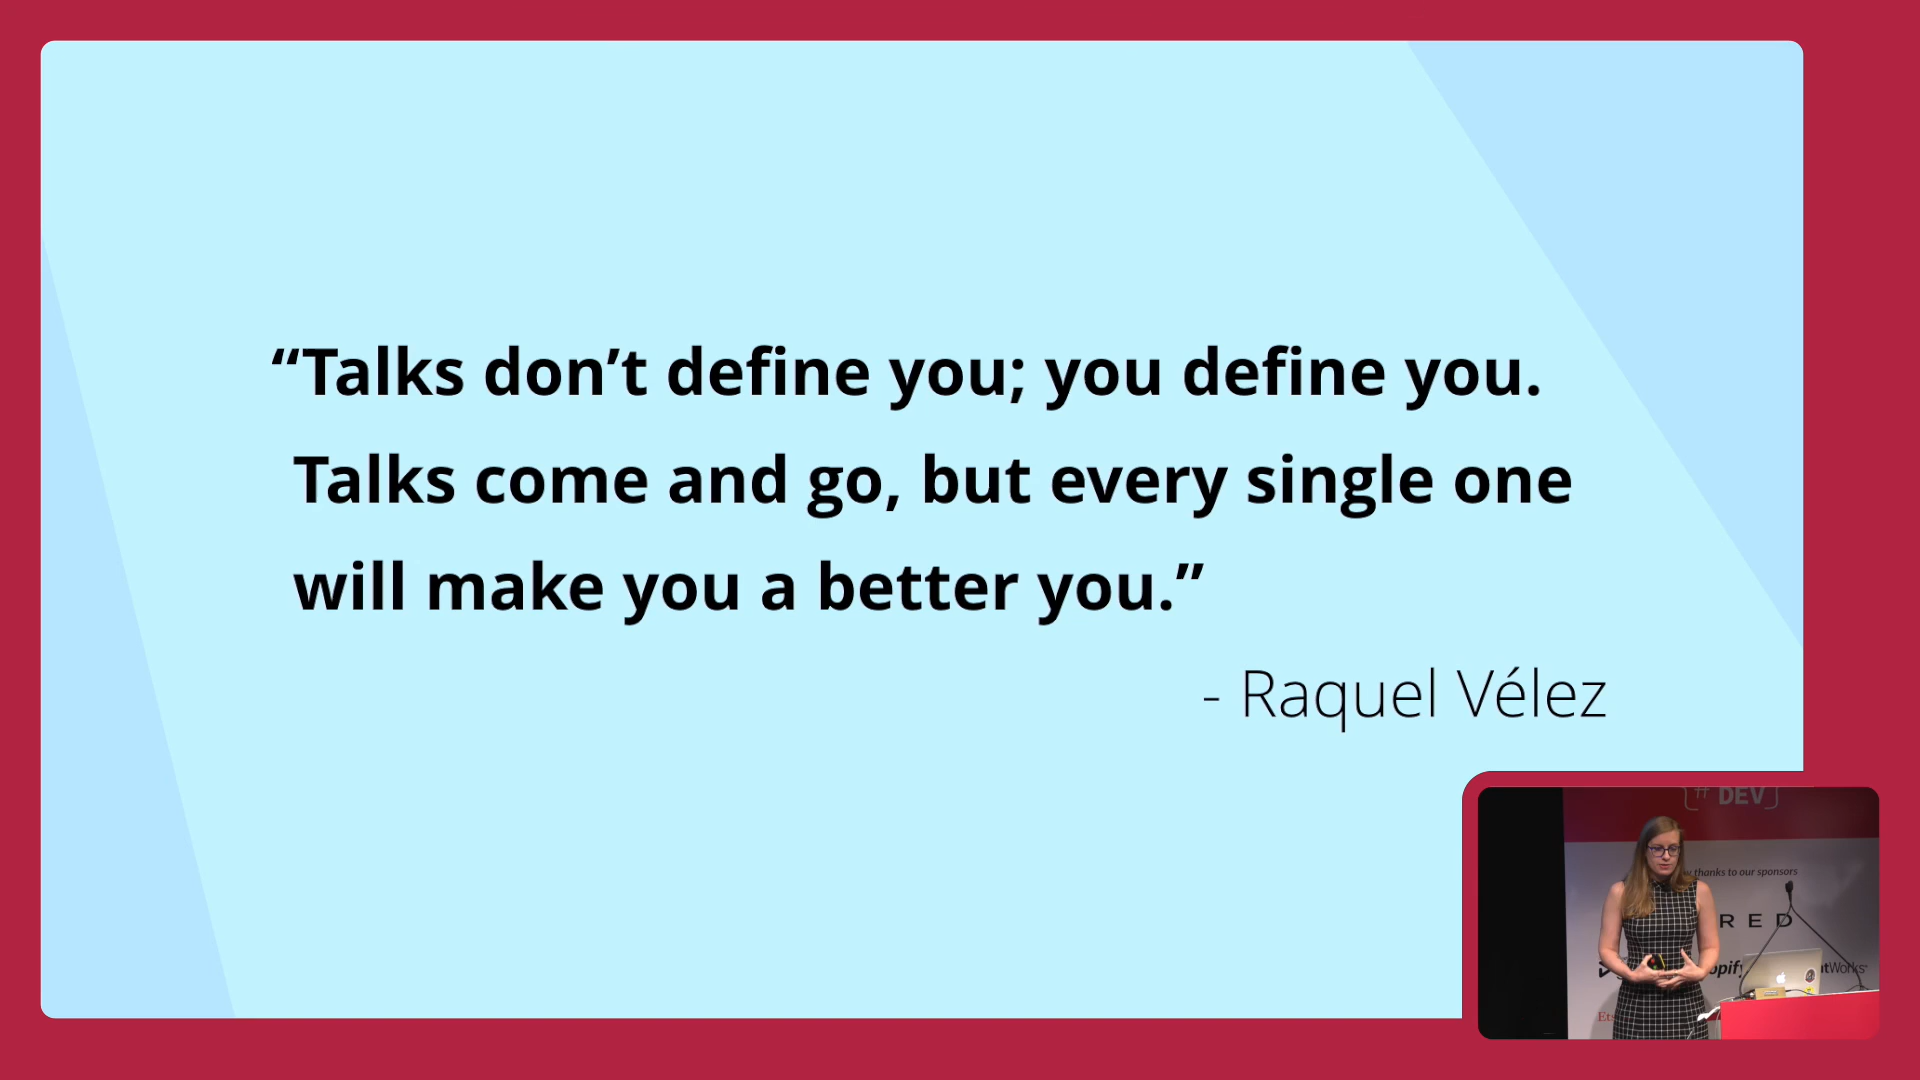 “Talks don’t define you; you define you.
Talks come and go, but every single one
will make you a better you.”
- Raquel Vélez
# DEV
thanks to our sponsors
RED